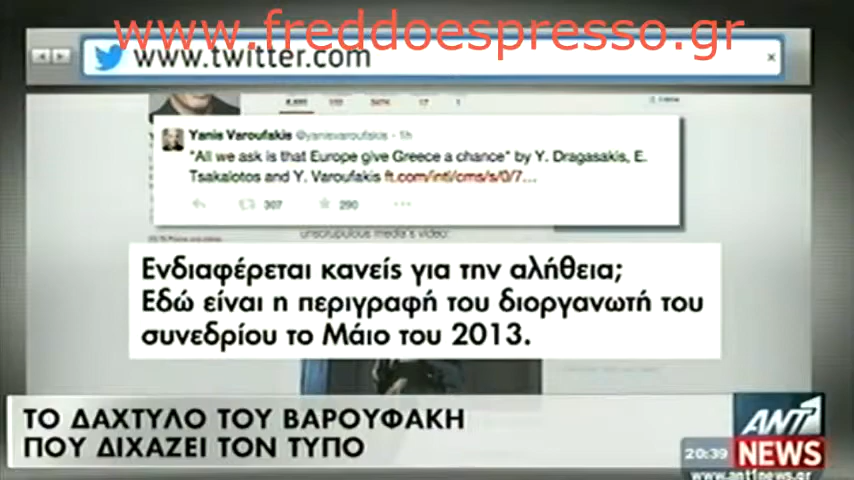 www.freddoespresso.gr
www.twitter.com
Yanis Varoufakis @yanisvaroufakis - 1h
"All we ask is that Europe give Greece a chance" by Y. Dragasakis, E.
Tsakalotos and Y. Varoufakis ft.com/intl/cms/s/0/7...
307 290
unscrupulous media's video:
Ενδιαφέρεται κανείς για την αλήθεια;
Εδώ είναι η περιγραφή του διοργανωτή του
συνεδρίου το Μάιο του 2013.
ΤΟ ΔΑΧΤΥΛΟ ΤΟΥ ΒΑΡΟΥΦΑΚΗ
ΠΟΥ ΔΙΧΑΖΕΙ ΤΟΝ ΤΥΠΟ
ΑΝΤ1
20:39 NEWS
www.ant1news.gr